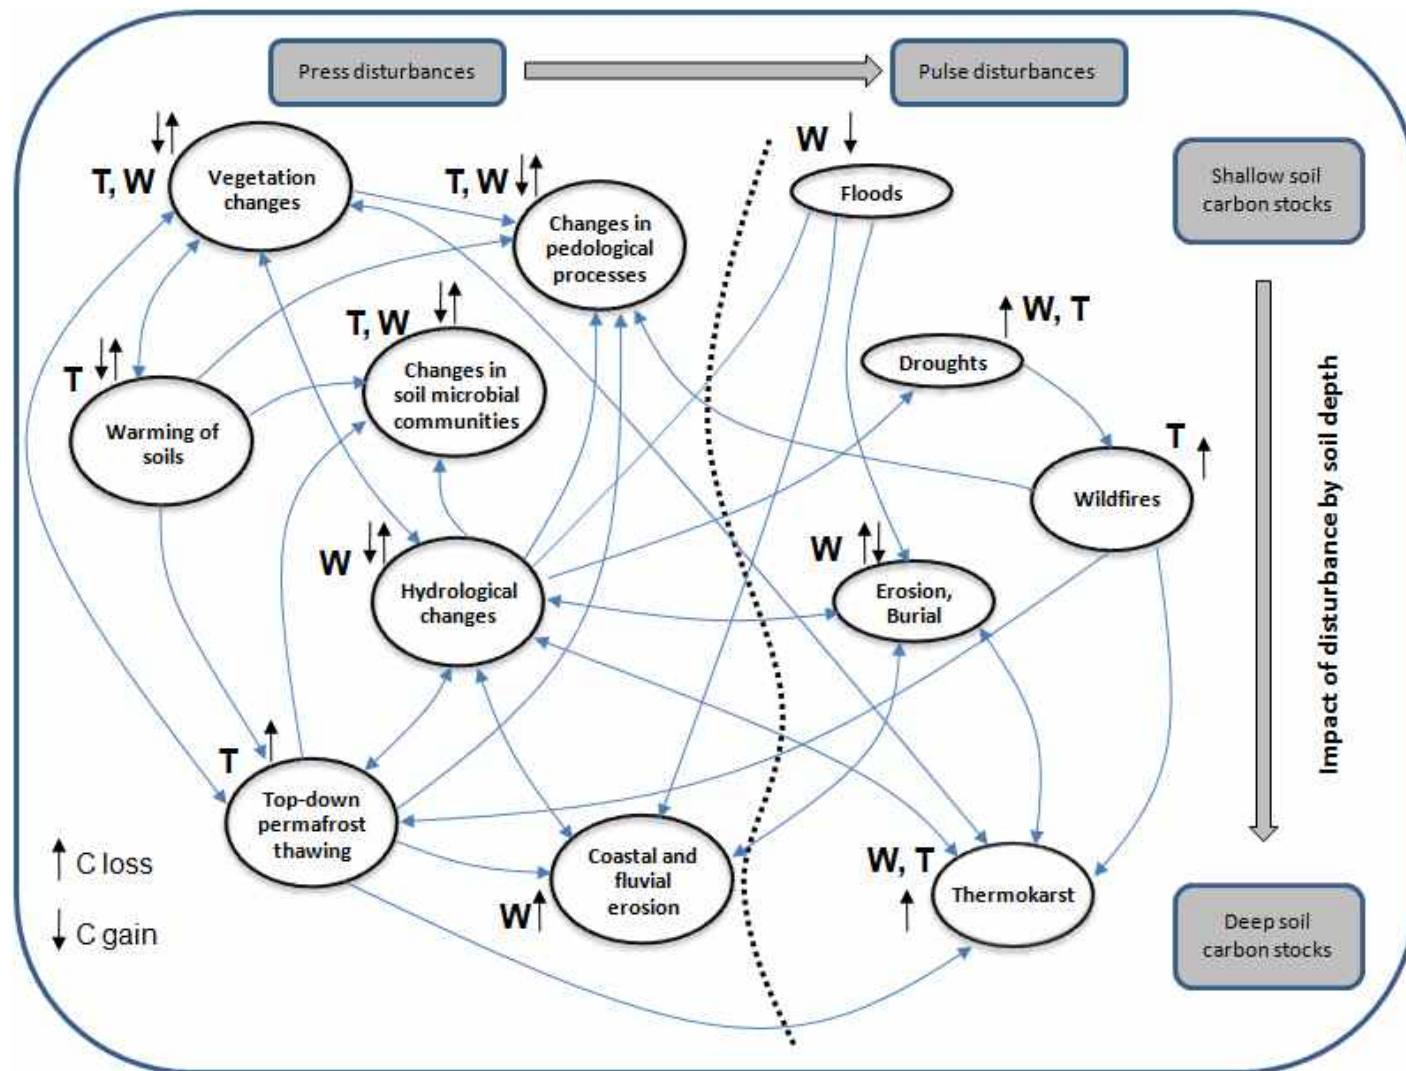 Press disturbances
Pulse disturbances
T, W
Vegetation
changes
T, W
Changes in
pedological
processes
W
Floods
Shallow soil
carbon stocks
T
Warming of
soils
T, W
Changes in
soil microbial
communities
W, T
Droughts
T
Wildfires
W
Hydrological
changes
W
Erosion,
Burial
Impact of disturbance by soil depth
T
Top-down
permafrost
thawing
W
Coastal and
fluvial
erosion
W, T
Thermokarst
Deep soil
carbon stocks
C loss
C gain